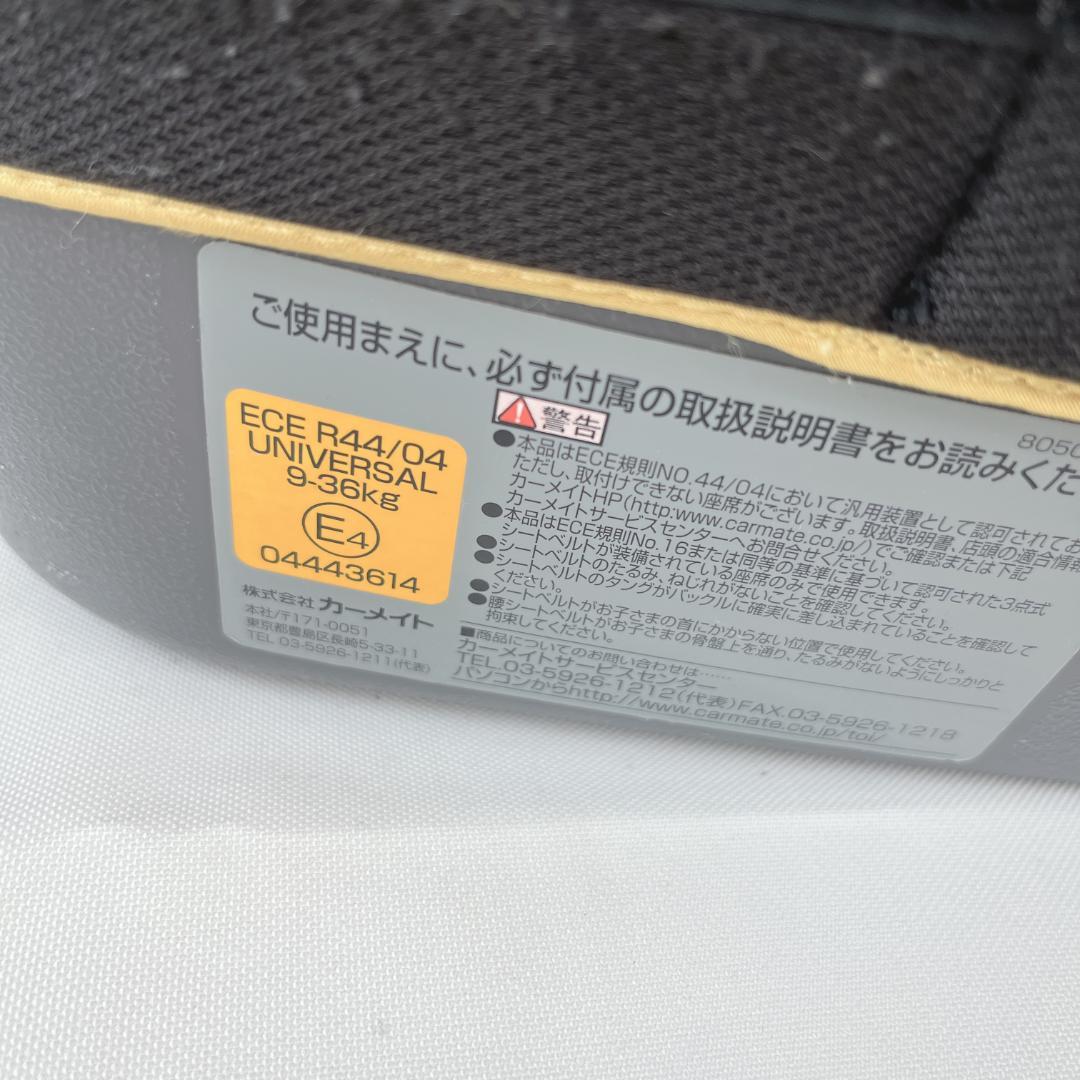 ご使用まえに、必ず付属の取扱説明書をお読みくだ
8050
ECE R44/04
UNIVERSAL
9-36kg
E4
04443614
株式会社 カーメイト
本社/〒171-0051
東京都豊島区長崎5-33-11
TEL 03-5926-1211(代表)
警告
●本品はECE規則NO.44/04において汎用装置として認可されてお
ただし、取付けできない座席がございます。取扱説明書、店頭の適合情報
カーメイトHP(http:www.carmate.co.jp/)でご確認または下記
カーメイトサービスセンターへお問合せください。
●本品はECE規則No.16または同等の基準に基づいて認可された3点式
シートベルトが装備されている座席のみで使用できます。
●シートベルトのたるみ、ねじれがないことを確認してください。
●シートベルトのタングがバックルに確実に差し込まれていることを確認して
ください。
●シートベルトがお子さまの首にかからない位置で使用してください。
●腰シートベルトがお子さまの骨盤上を通り、たるみがないようにしっかりと
拘束してください。
■商品についてのお問い合わせは……
カーメイトサービスセンター
TEL.03-5926-1212(代表)FAX.03-5926-1218
パソコンからhttp://www.carmate.co.jp/toi/